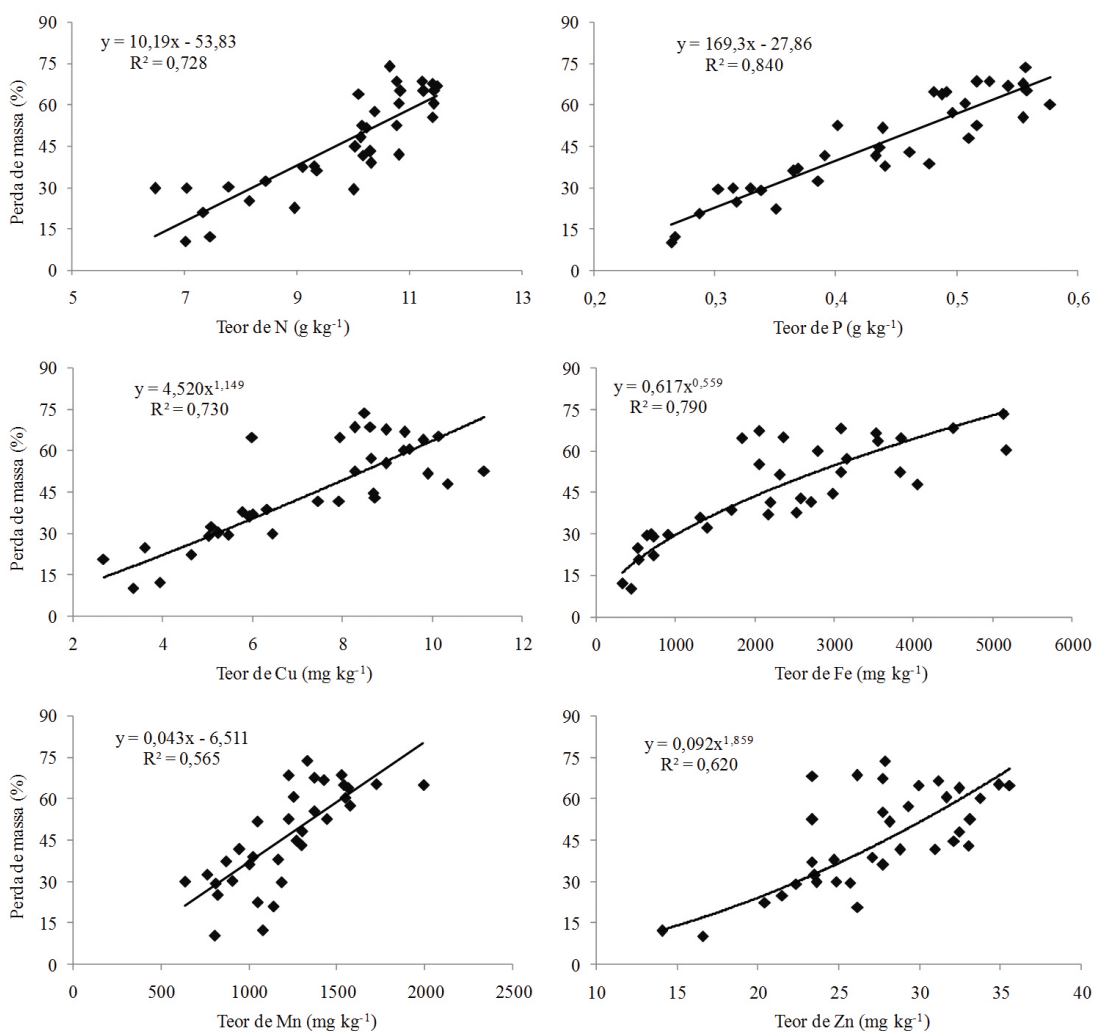 y = 10,19x - 53,83
R² = 0,728
Perda de massa (%)
90
75
60
45
30
15
0
5 7 9 11 13
Teor de N (g kg⁻¹)
y = 169,3x - 27,86
R² = 0,840
90
75
60
45
30
15
0
0,2 0,3 0,4 0,5 0,6
Teor de P (g kg⁻¹)
y = 4,520x¹,¹⁴⁹
R² = 0,730
Perda de massa (%)
90
75
60
45
30
15
0
2 4 6 8 10 12
Teor de Cu (mg kg⁻¹)
y = 0,617x⁰,⁵⁵⁹
R² = 0,790
90
75
60
45
30
15
0
0 1000 2000 3000 4000 5000 6000
Teor de Fe (mg kg⁻¹)
y = 0,043x - 6,511
R² = 0,565
Perda de massa (%)
90
75
60
45
30
15
0
0 500 1000 1500 2000 2500
Teor de Mn (mg kg⁻¹)
y = 0,092x¹,⁸⁵⁹
R² = 0,620
90
75
60
45
30
15
0
10 15 20 25 30 35 40
Teor de Zn (mg kg⁻¹)